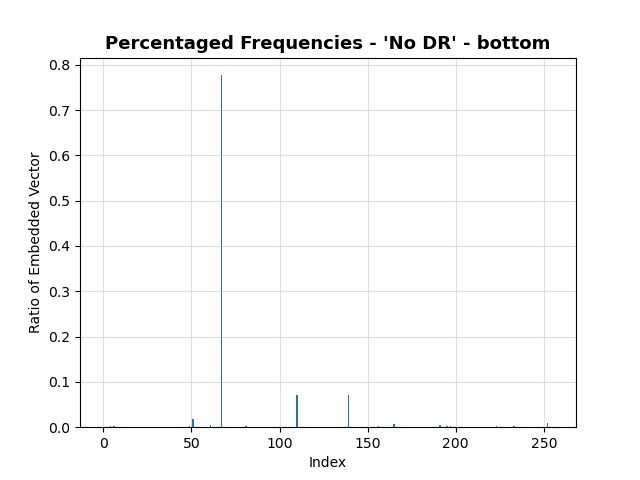 Percentaged Frequencies - 'No DR' - bottom
0.8
0.7
0.6
0.5
0.4
0.3
0.2
0.1
0.0
Ratio of Embedded Vector
0 50 100 150 200 250
Index